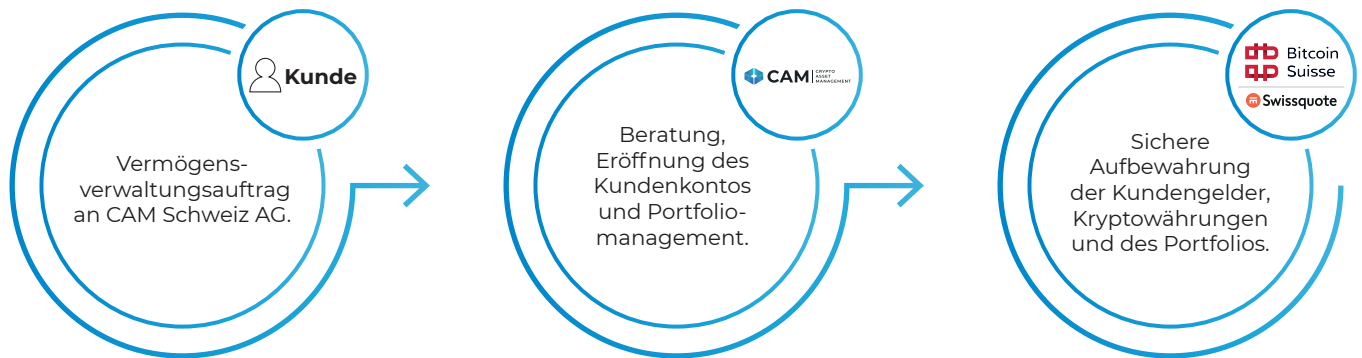 Kunde
Vermögens-
verwaltungsauftrag
an CAM Schweiz AG.
CAM
CRYPTO
ASSET
MANAGEMENT
Beratung,
Eröffnung des
Kundenkontos
und Portfolio-
management.
Bitcoin
Suisse
Swissquote
Sichere
Aufbewahrung
der Kundengelder,
Kryptowährungen
und des Portfolios.